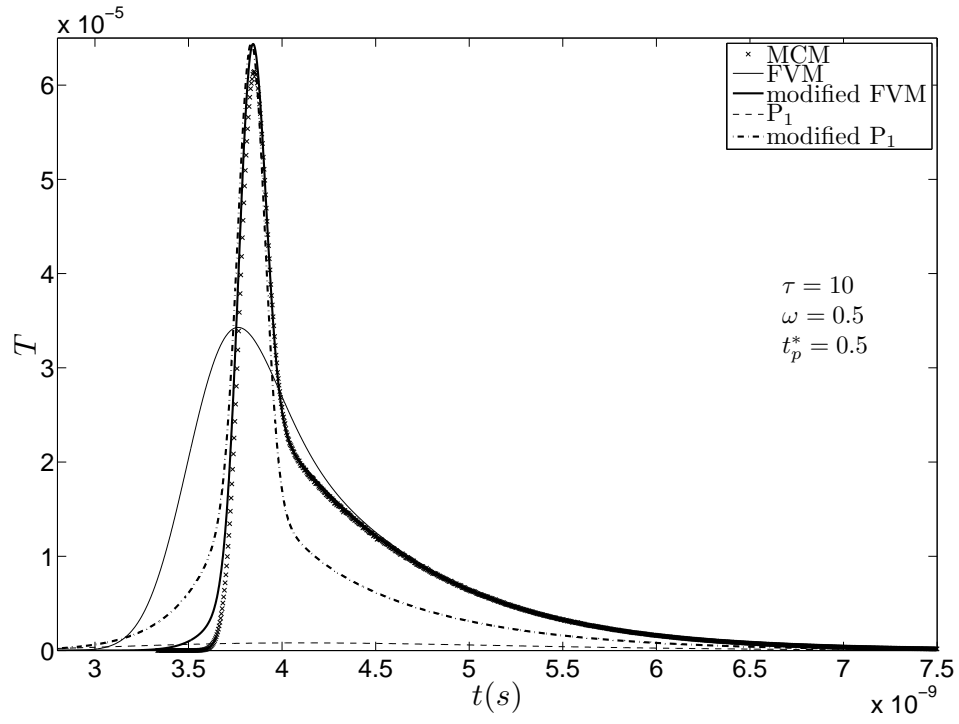 x 10⁻⁵
6
5
4
3
2
1
0
T
MCM
FVM
modified FVM
P₁
modified P₁
τ = 10
ω = 0.5
t*ₚ = 0.5
3 3.5 4 4.5 5 5.5 6 6.5 7 7.5
t(s)
x 10⁻⁹